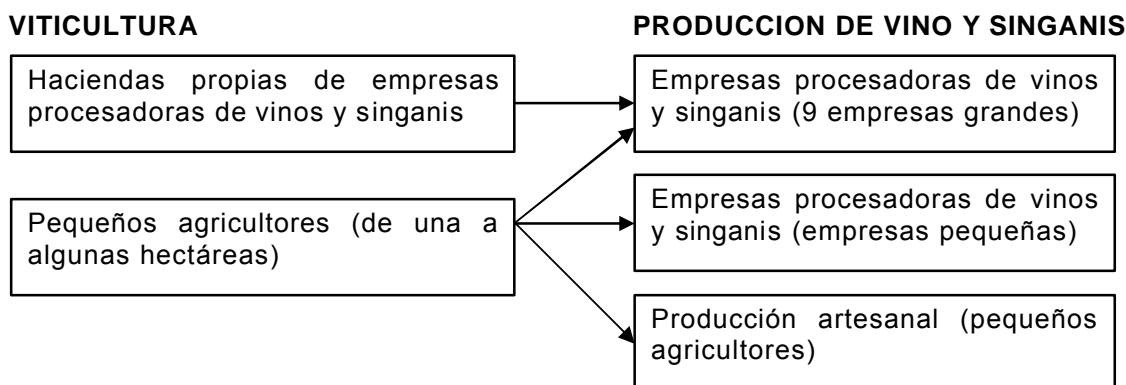 VITICULTURA
Haciendas propias de empresas
procesadoras de vinos y singanis
Pequeños agricultores (de una a
algunas hectáreas)
PRODUCCION DE VINO Y SINGANIS
Empresas procesadoras de vinos
y singanis (9 empresas grandes)
Empresas procesadoras de vinos
y singanis (empresas pequeñas)
Producción artesanal (pequeños
agricultores)